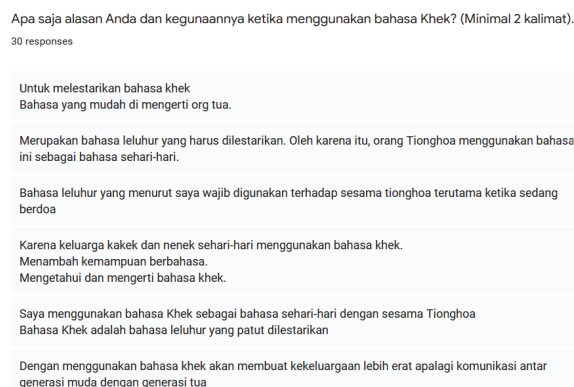 Apa saja alasan Anda dan kegunaannya ketika menggunakan bahasa Khek? (Minimal 2 kalimat).
30 responses
Untuk melestarikan bahasa khek
Bahasa yang mudah di mengerti org tua.
Merupakan bahasa leluhur yang harus dilestarikan. Oleh karena itu, orang Tionghoa menggunakan bahasa
ini sebagai bahasa sehari-hari.
Bahasa leluhur yang menurut saya wajib digunakan terhadap sesama tionghoa terutama ketika sedang
berdoa
Karena keluarga kakek dan nenek sehari-hari menggunakan bahasa khek.
Menambah kemampuan berbahasa.
Mengetahui dan mengerti bahasa khek.
Saya menggunakan bahasa Khek sebagai bahasa sehari-hari dengan sesama Tionghoa
Bahasa Khek adalah bahasa leluhur yang patut dilestarikan
Dengan menggunakan bahasa khek akan membuat kekeluargaan lebih erat apalagi komunikasi antar
generasi muda dengan generasi tua